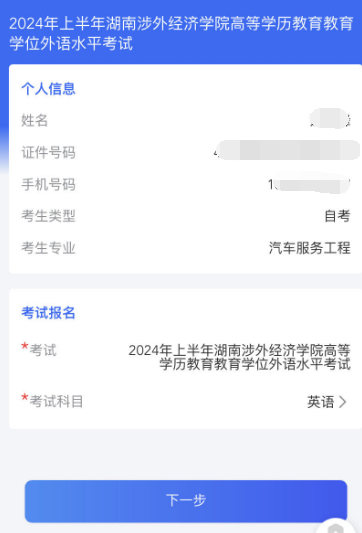 2024年上半年湖南涉外经济学院高等学历教育教育
学位外语水平考试
个人信息
姓名
证件号码
手机号码
考生类型 自考
考生专业 汽车服务工程
考试报名
*考试 2024年上半年湖南涉外经济学院高等
学历教育教育学位外语水平考试
*考试科目 英语
下一步